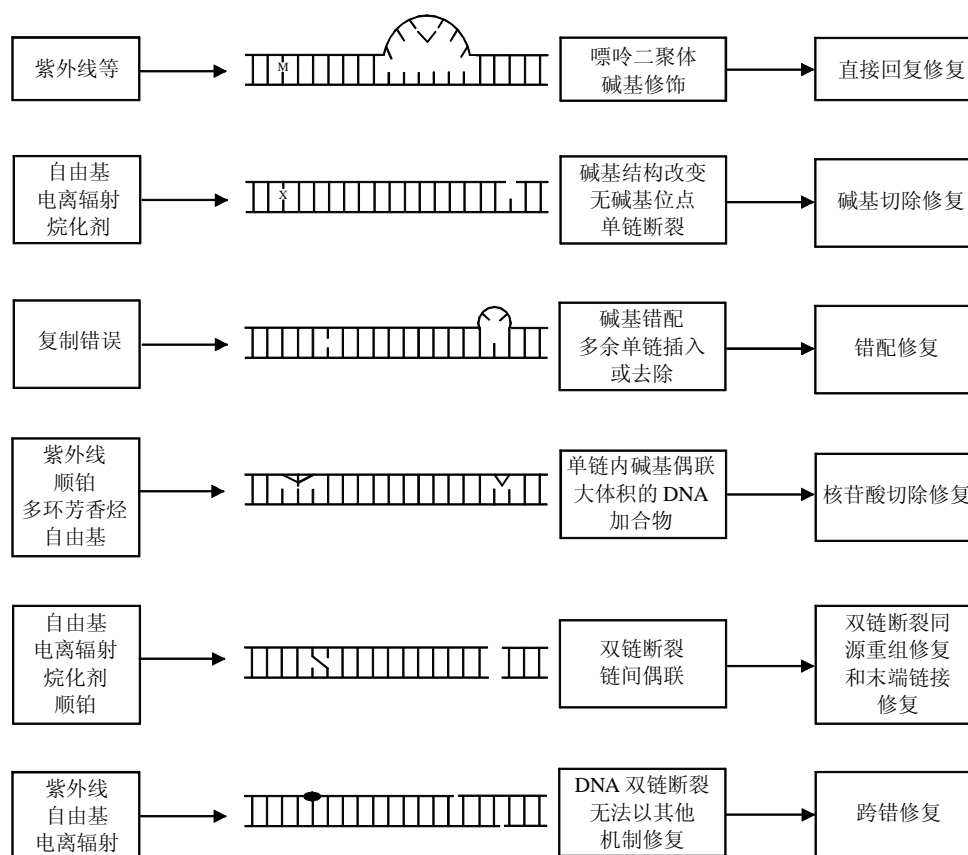 紫外线等
M
嘌呤二聚体
碱基修饰
直接回复修复
自由基
电离辐射
烷化剂
X
碱基结构改变
无碱基位点
单链断裂
碱基切除修复
复制错误
碱基错配
多余单链插入
或去除
错配修复
紫外线
顺铂
多环芳香烃
自由基
单链内碱基偶联
大体积的 DNA
加合物
核苷酸切除修复
自由基
电离辐射
烷化剂
顺铂
双链断裂
链间偶联
双链断裂同
源重组修复
和末端链接
修复
紫外线
自由基
电离辐射
DNA 双链断裂
无法以其他
机制修复
跨错修复